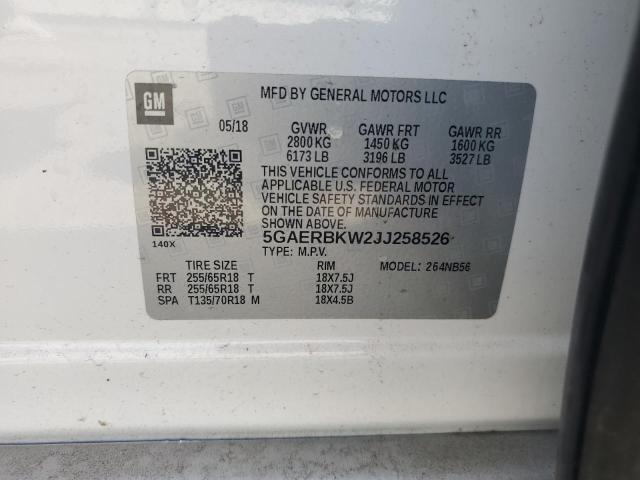 GM
MFD BY GENERAL MOTORS LLC
05/18 GVWR GAWR FRT GAWR RR
2800 KG 1450 KG 1600 KG
6173 LB 3196 LB 3527 LB
THIS VEHICLE CONFORMS TO ALL
APPLICABLE U.S. FEDERAL MOTOR
VEHICLE SAFETY STANDARDS IN EFFECT
ON THE DATE OF MANUFACTURE
SHOWN ABOVE.
5GAERBKW2JJ258526
140X
TYPE: M.P.V. MODEL: 264NB56
TIRE SIZE RIM
FRT 255/65R18 T 18X7.5J
RR 255/65R18 T 18X7.5J
SPA T135/70R18 M 18X4.5B